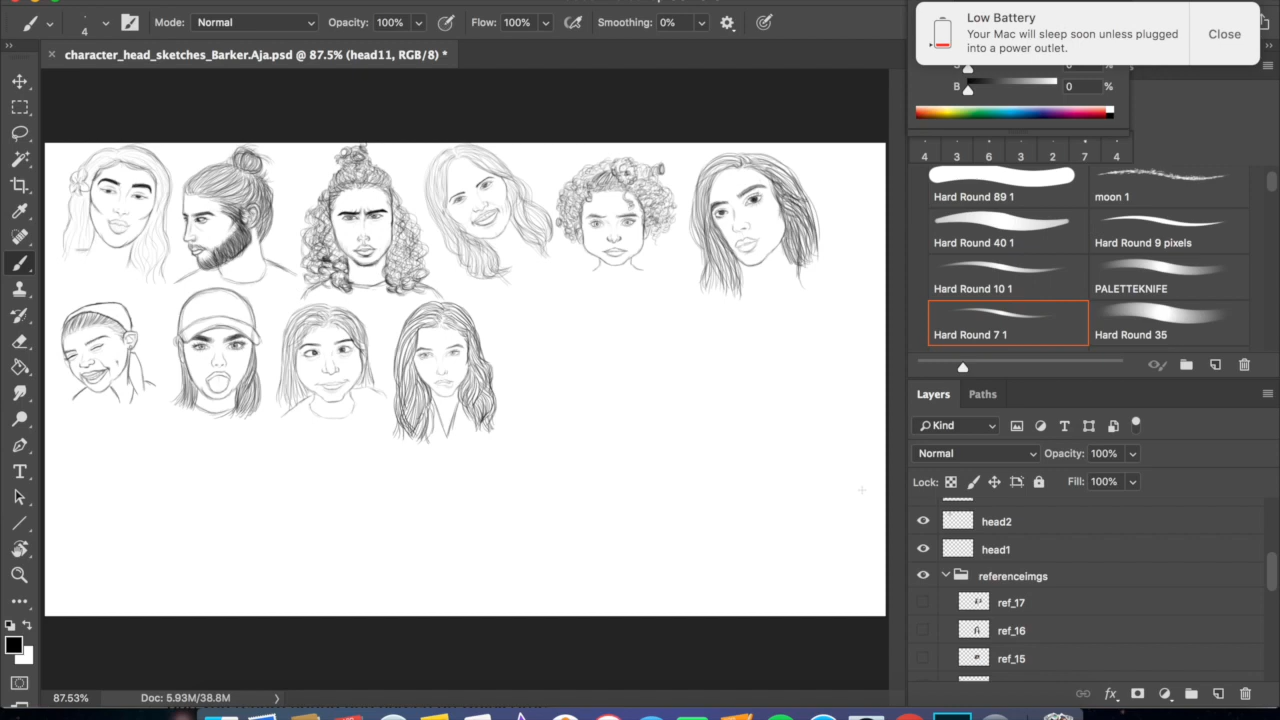 Mode: Normal Opacity: 100% Flow: 100% Smoothing: 0%
4
Low Battery
Your Mac will sleep soon unless plugged
into a power outlet.
Close
character_head_sketches_Barker.Aja.psd @ 87.5% (head11, RGB/8) *
0 %
B 0 %
4 3 6 3 2 7 4
Hard Round 89 1
moon 1
Hard Round 40 1
Hard Round 9 pixels
Hard Round 10 1
PALETTEKNIFE
Hard Round 7 1
Hard Round 35
Layers Paths
Kind
Normal Opacity: 100%
Lock: Fill: 100%
head2
head1
referenceimgs
ref_17
ref_16
ref_15
fx
87.53% Doc: 5.93M/38.8M